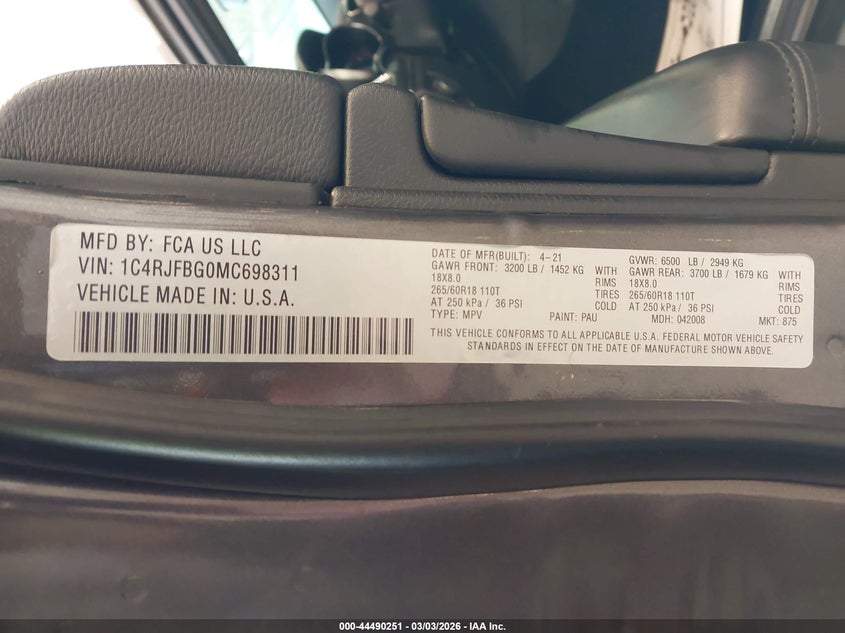 MFD BY: FCA US LLC
VIN: 1C4RJFBG0MC698311
VEHICLE MADE IN: U.S.A.
DATE OF MFR(BUILT): 4-21 GVWR: 6500 LB / 2949 KG
GAWR FRONT: 3200 LB / 1452 KG WITH GAWR REAR: 3700 LB / 1679 KG WITH
18X8.0 RIMS 18X8.0 RIMS
265/60R18 110T TIRES 265/60R18 110T TIRES
AT 250 kPa / 36 PSI COLD AT 250 kPa / 36 PSI COLD
TYPE: MPV PAINT: PAU MDH: 042008 MKT: 875
THIS VEHICLE CONFORMS TO ALL APPLICABLE U.S.A. FEDERAL MOTOR VEHICLE SAFETY
STANDARDS IN EFFECT ON THE DATE OF MANUFACTURE SHOWN ABOVE.
000-44490251 - 03/03/2026 - IAA Inc.